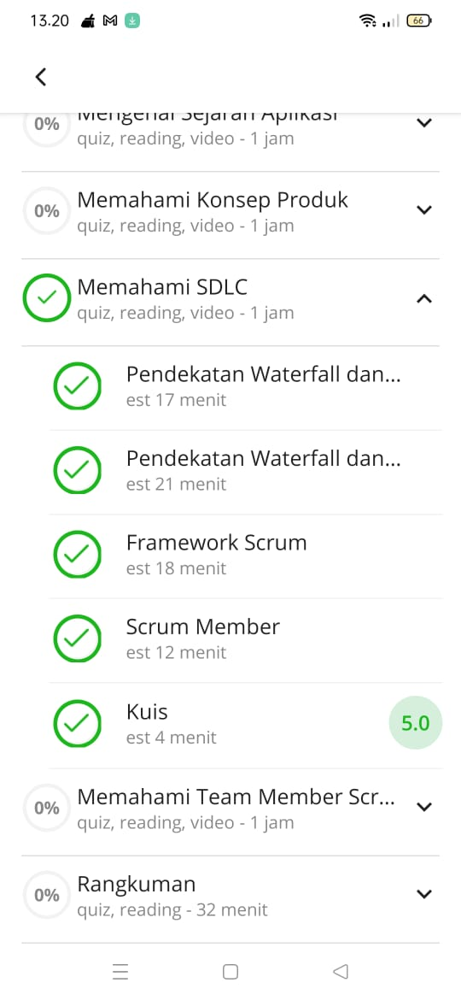 13.20
66
0%
Mengenal Sejarah Aplikasi
quiz, reading, video - 1 jam
0%
Memahami Konsep Produk
quiz, reading, video - 1 jam
Memahami SDLC
quiz, reading, video - 1 jam
Pendekatan Waterfall dan...
est 17 menit
Pendekatan Waterfall dan...
est 21 menit
Framework Scrum
est 18 menit
Scrum Member
est 12 menit
Kuis
est 4 menit
5.0
0%
Memahami Team Member Scr...
quiz, reading, video - 1 jam
0%
Rangkuman
quiz, reading - 32 menit